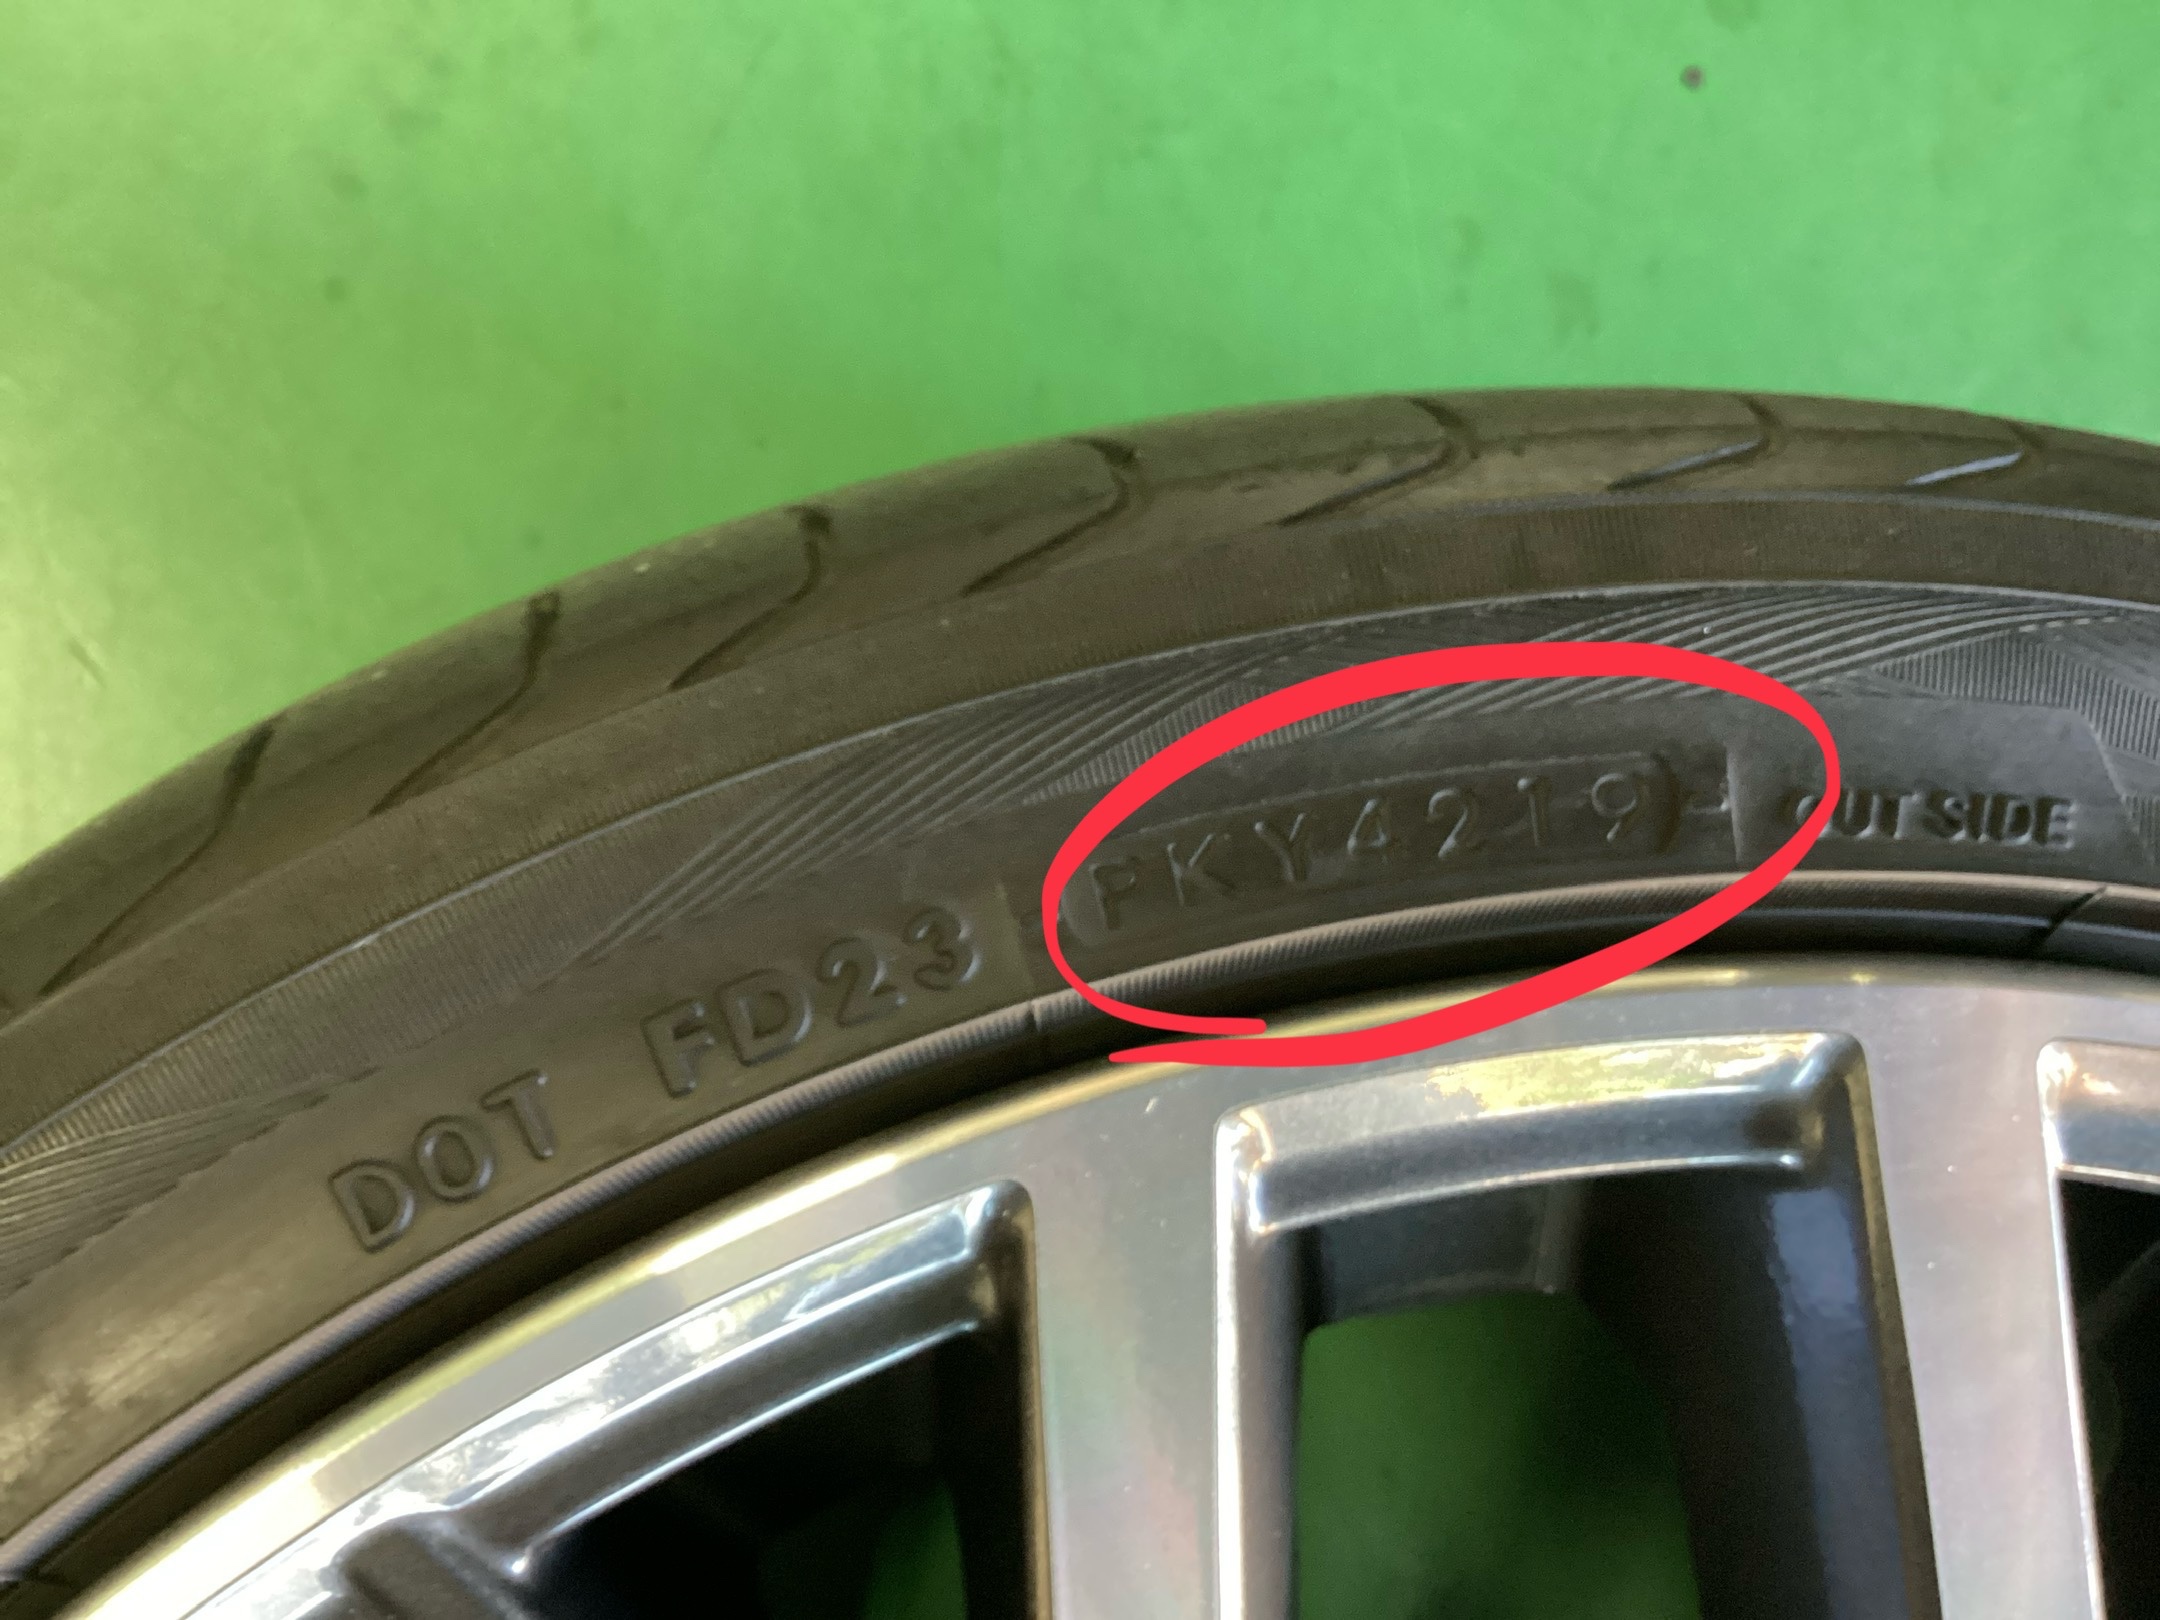 DOT FD23 FKY4219 OUTSIDE